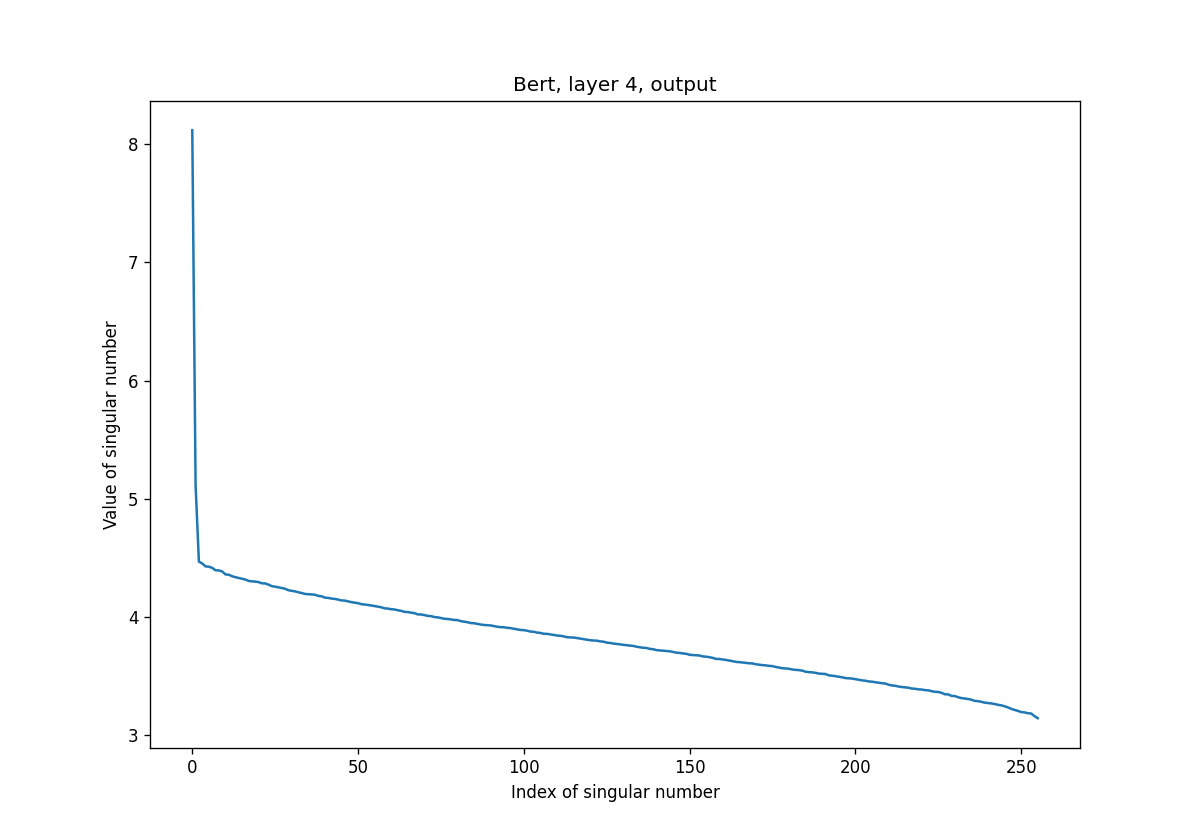 Bert, layer 4, output
8
7
6
5
4
3
Value of singular number
0 50 100 150 200 250
Index of singular number